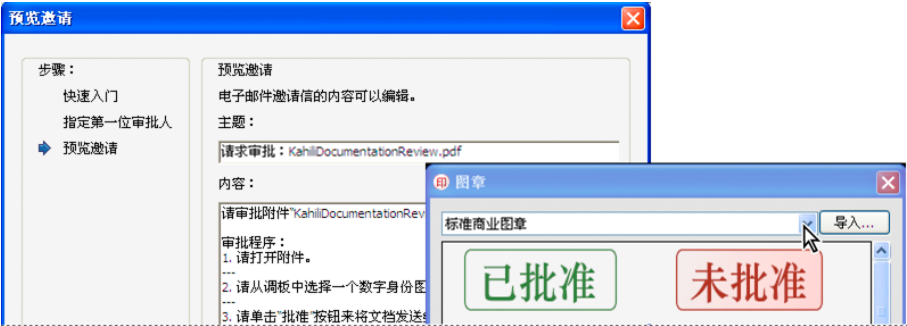 预览邀请
步骤：
快速入门
指定第一位审批人
预览邀请
预览邀请
电子邮件邀请信的内容可以编辑。
主题：
请求审批：KahiliDocumentationReview.pdf
内容：
请审批附件"KahiliDocumentationRev
审批程序：
1. 请打开附件。
---
2. 请从调板中选择一个数字身份图
---
3. 请单击"批准"按钮来将文档发送
印 图章
标准商业图章
导入...
已批准
未批准